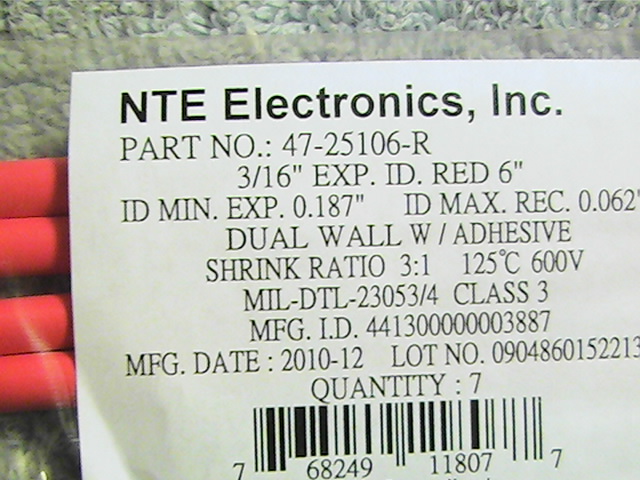 NTE Electronics, Inc.
PART NO.: 47-25106-R
3/16" EXP. ID. RED 6"
ID MIN. EXP. 0.187" ID MAX. REC. 0.062"
DUAL WALL W / ADHESIVE
SHRINK RATIO 3:1 125℃ 600V
MIL-DTL-23053/4 CLASS 3
MFG. I.D. 441300000003887
MFG. DATE : 2010-12 LOT NO. 0904860152213
QUANTITY : 7
7 68249 11807 7